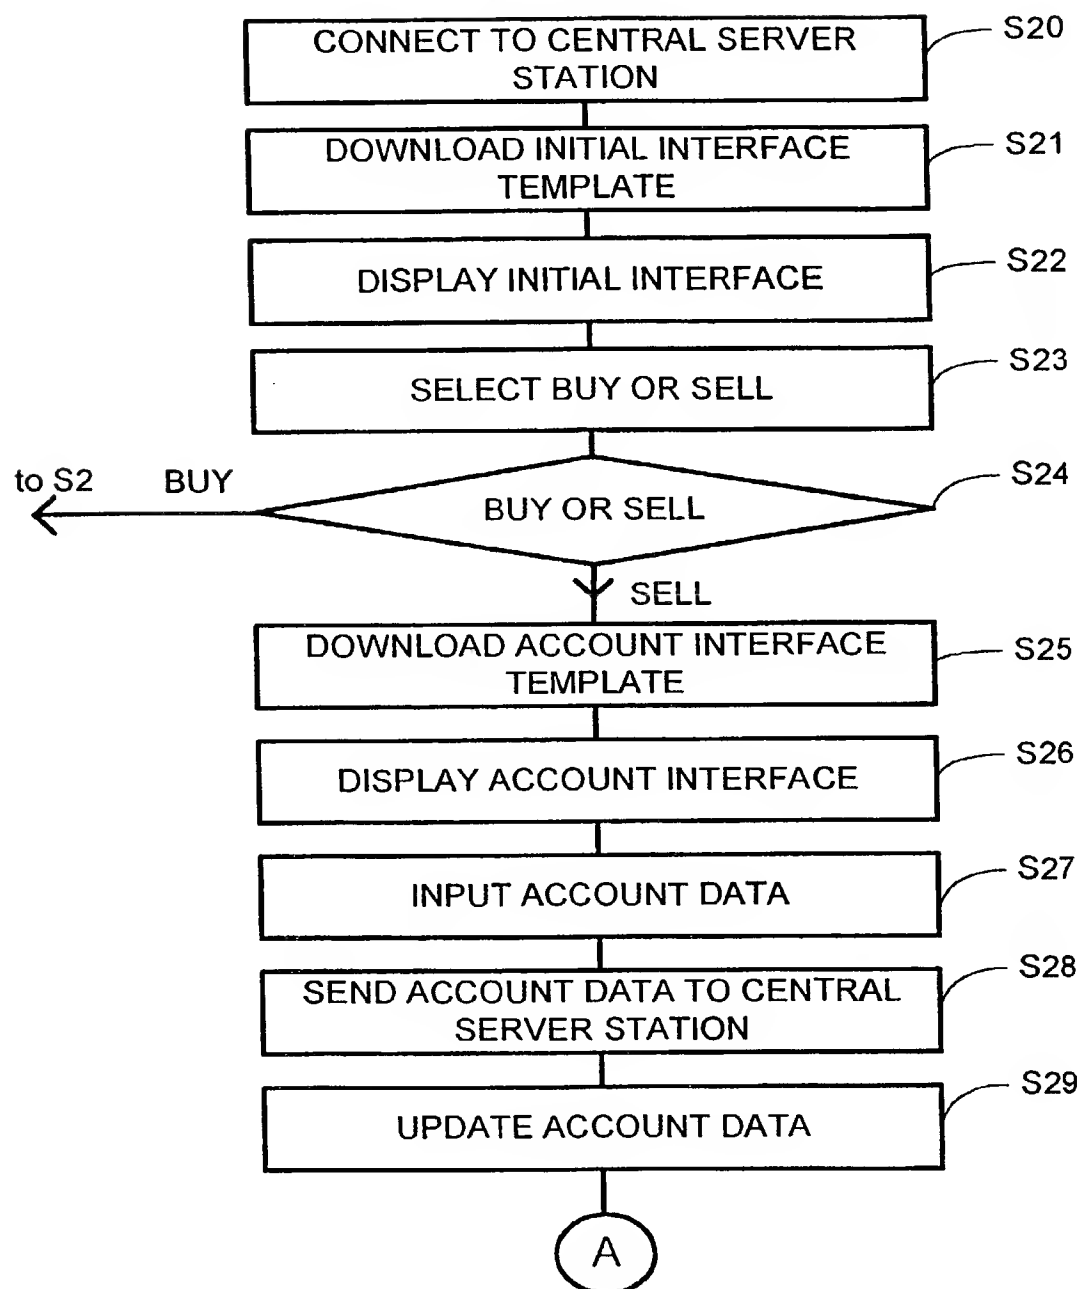 CONNECT TO CENTRAL SERVER
STATION
S20
DOWNLOAD INITIAL INTERFACE
TEMPLATE
S21
DISPLAY INITIAL INTERFACE
S22
SELECT BUY OR SELL
S23
to S2
BUY
BUY OR SELL
S24
SELL
DOWNLOAD ACCOUNT INTERFACE
TEMPLATE
S25
DISPLAY ACCOUNT INTERFACE
S26
INPUT ACCOUNT DATA
S27
SEND ACCOUNT DATA TO CENTRAL
SERVER STATION
S28
UPDATE ACCOUNT DATA
S29
A